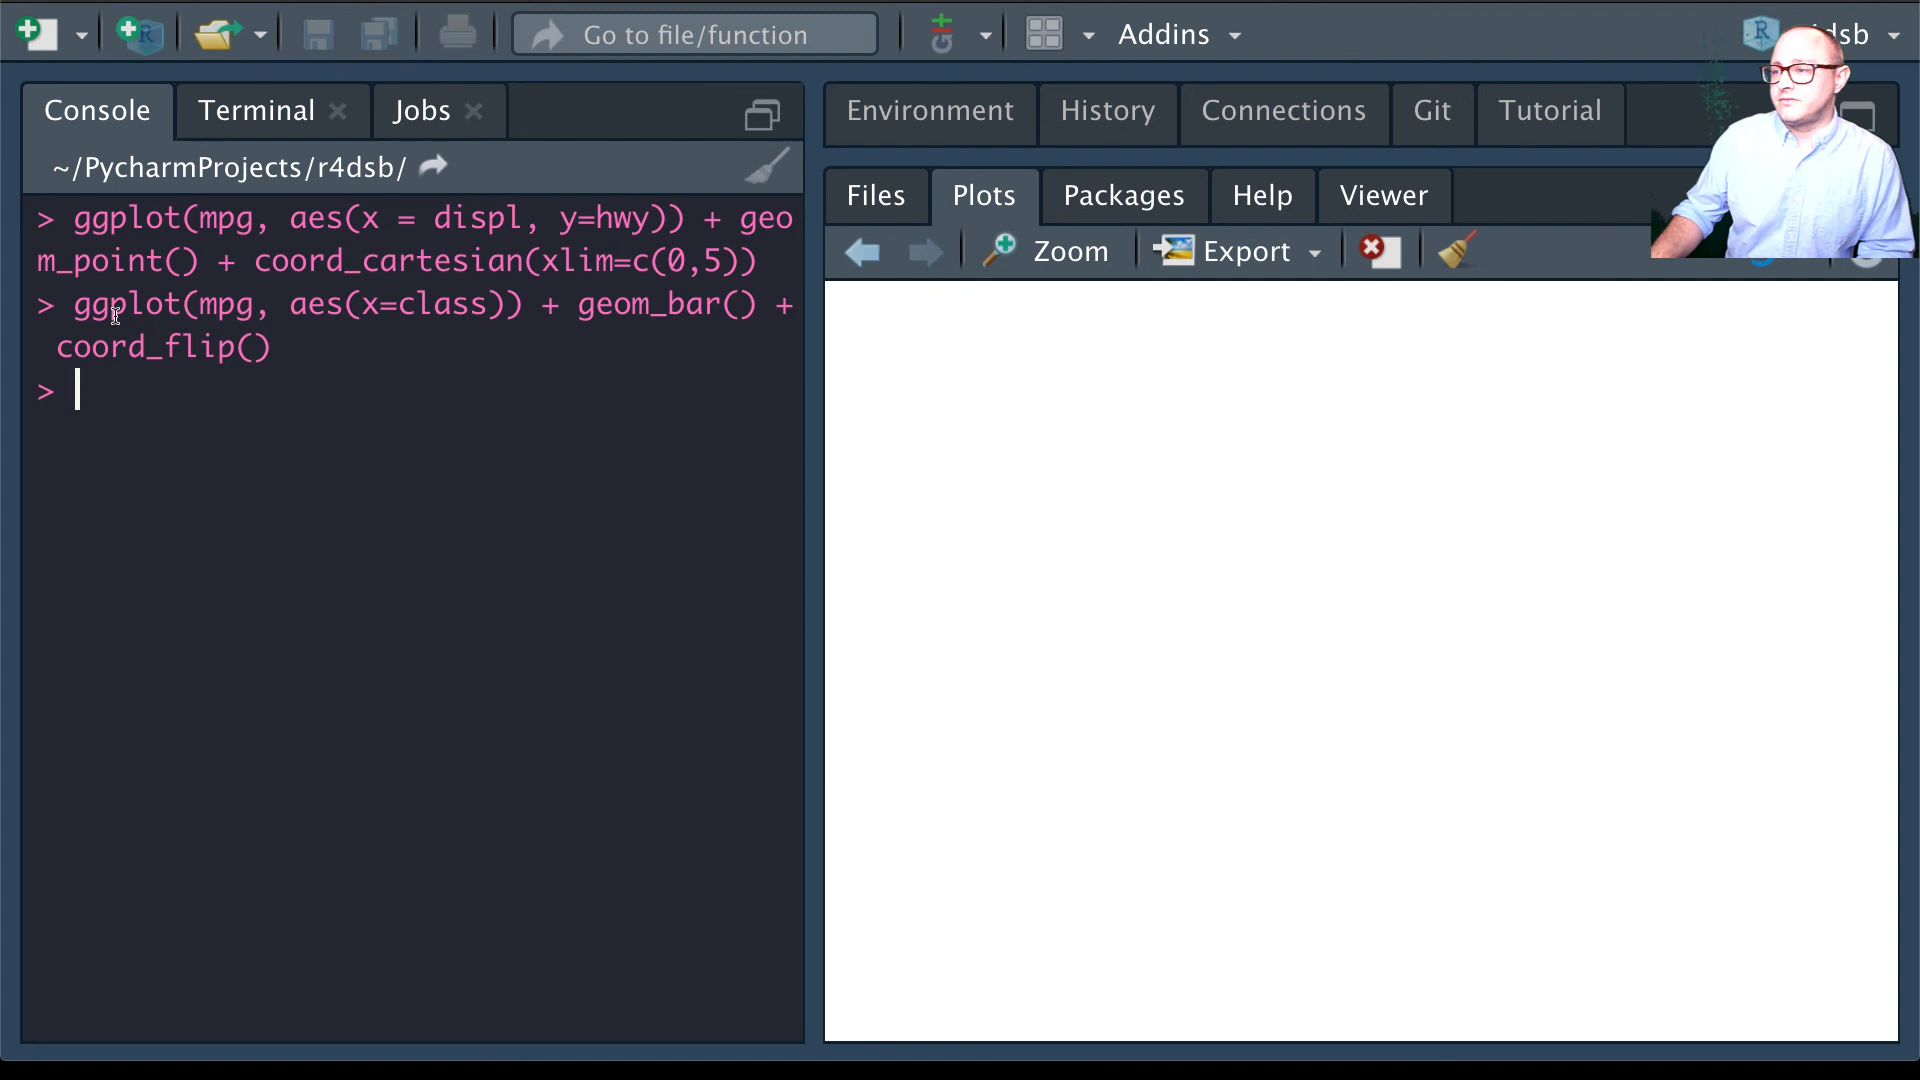 Go to file/function
Addins
dsb
Console
Terminal
Jobs
~/PycharmProjects/r4dsb/
> ggplot(mpg, aes(x = displ, y=hwy)) + geo
m_point() + coord_cartesian(xlim=c(0,5))
> ggplot(mpg, aes(x=class)) + geom_bar() +
coord_flip()
>
Environment
History
Connections
Git
Tutorial
Files
Plots
Packages
Help
Viewer
Zoom
Export